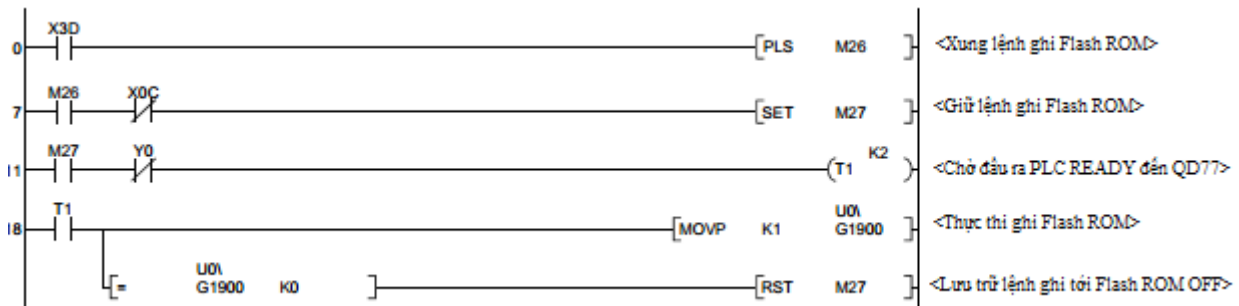 X3D
0 PLS M26 <Xung lệnh ghi Flash ROM>
M26 X0C
7 SET M27 <Giữ lệnh ghi Flash ROM>
M27 Y0 K2
11 T1 <Chờ đầu ra PLC READY đến QD77>
T1 U0\
18 MOVP K1 G1900 <Thực thi ghi Flash ROM>
U0\
= G1900 K0 RST M27 <Lưu trữ lệnh ghi tới Flash ROM OFF>